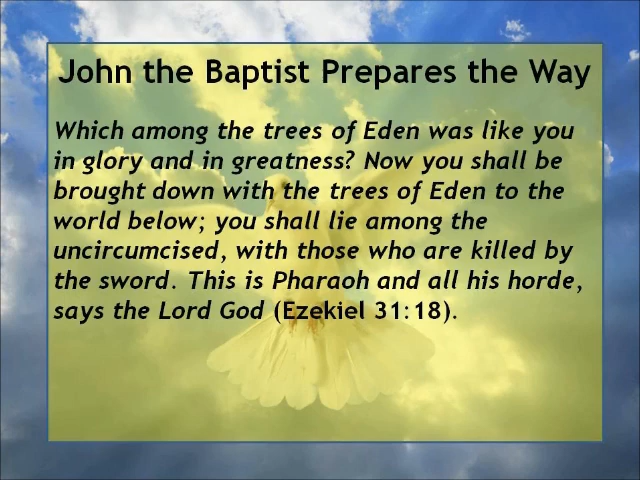 John the Baptist Prepares the Way
Which among the trees of Eden was like you
in glory and in greatness? Now you shall be
brought down with the trees of Eden to the
world below; you shall lie among the
uncircumcised, with those who are killed by
the sword. This is Pharaoh and all his horde,
says the Lord God (Ezekiel 31:18).